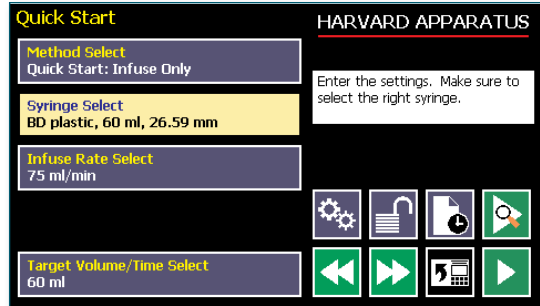 Quick Start
Method Select
Quick Start: Infuse Only
Syringe Select
BD plastic, 60 ml, 26.59 mm
Infuse Rate Select
75 ml/min
Target Volume/Time Select
60 ml
HARVARD APPARATUS
Enter the settings. Make sure to
select the right syringe.